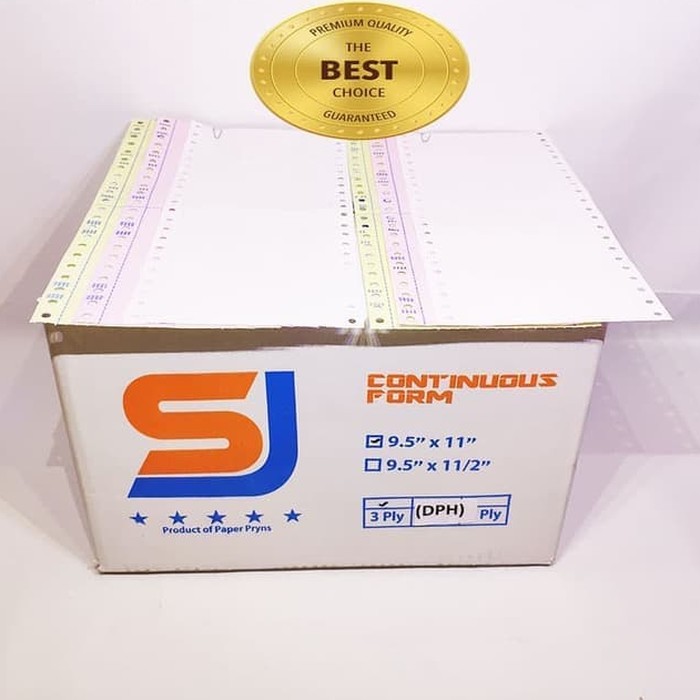 PREMIUM QUALITY
THE
BEST
CHOICE
GUARANTEED
SJ
Product of Paper Pryns
CONTINUOUS
FORM
9.5” x 11”
9.5” x 11/2”
3 Ply (DPH) Ply